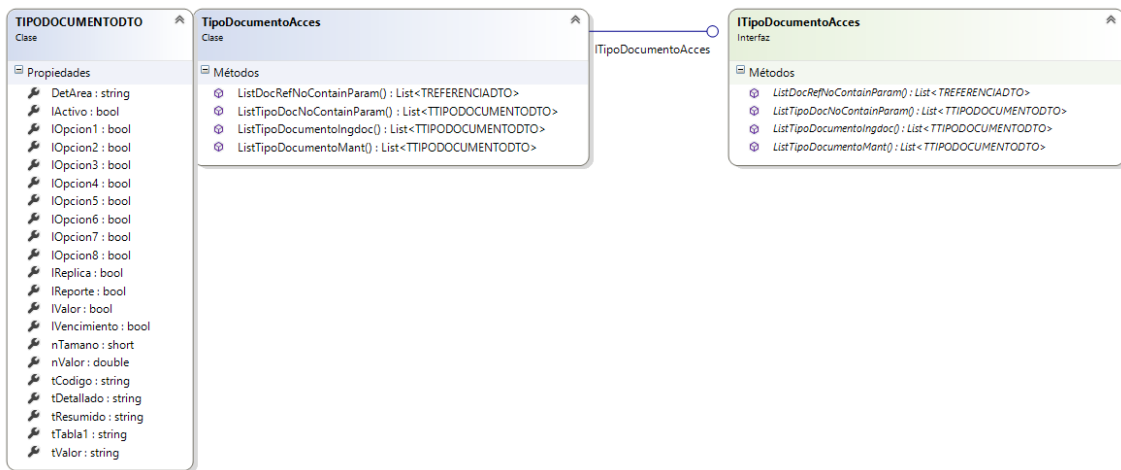 TIPODOCUMENTODTO
Clase
Propiedades
DetArea : string
lActivo : bool
lOpcion1 : bool
lOpcion2 : bool
lOpcion3 : bool
lOpcion4 : bool
lOpcion5 : bool
lOpcion6 : bool
lOpcion7 : bool
lOpcion8 : bool
lReplica : bool
lReporte : bool
lValor : bool
lVencimiento : bool
nTamano : short
nValor : double
tCodigo : string
tDetallado : string
tResumido : string
tTabla1 : string
tValor : string
TipoDocumentoAcces
Clase
Métodos
ListDocRefNoContainParam() : List<TREFERENCIADTO>
ListTipoDocNoContainParam() : List<TTIPODOCUMENTODTO>
ListTipoDocumentoIngdoc() : List<TTIPODOCUMENTODTO>
ListTipoDocumentoMant() : List<TTIPODOCUMENTODTO>
ITipoDocumentoAcces
ITipoDocumentoAcces
Interfaz
Métodos
ListDocRefNoContainParam() : List<TREFERENCIADTO>
ListTipoDocNoContainParam() : List<TTIPODOCUMENTODTO>
ListTipoDocumentoIngdoc() : List<TTIPODOCUMENTODTO>
ListTipoDocumentoMant() : List<TTIPODOCUMENTODTO>